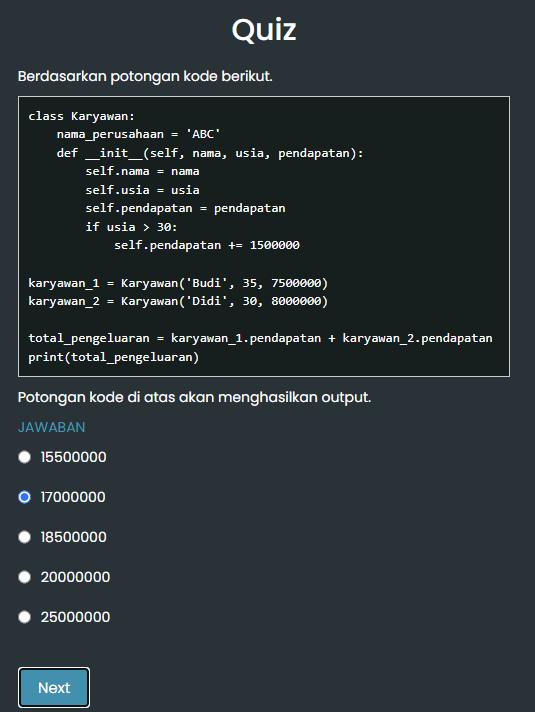 Quiz
Berdasarkan potongan kode berikut.
class Karyawan:
    nama_perusahaan = 'ABC'
    def __init__(self, nama, usia, pendapatan):
        self.nama = nama
        self.usia = usia
        self.pendapatan = pendapatan
        if usia > 30:
            self.pendapatan += 1500000
karyawan_1 = Karyawan('Budi', 35, 7500000)
karyawan_2 = Karyawan('Didi', 30, 8000000)
total_pengeluaran = karyawan_1.pendapatan + karyawan_2.pendapatan
print(total_pengeluaran)
Potongan kode di atas akan menghasilkan output.
JAWABAN
15500000
17000000
18500000
20000000
25000000
Next